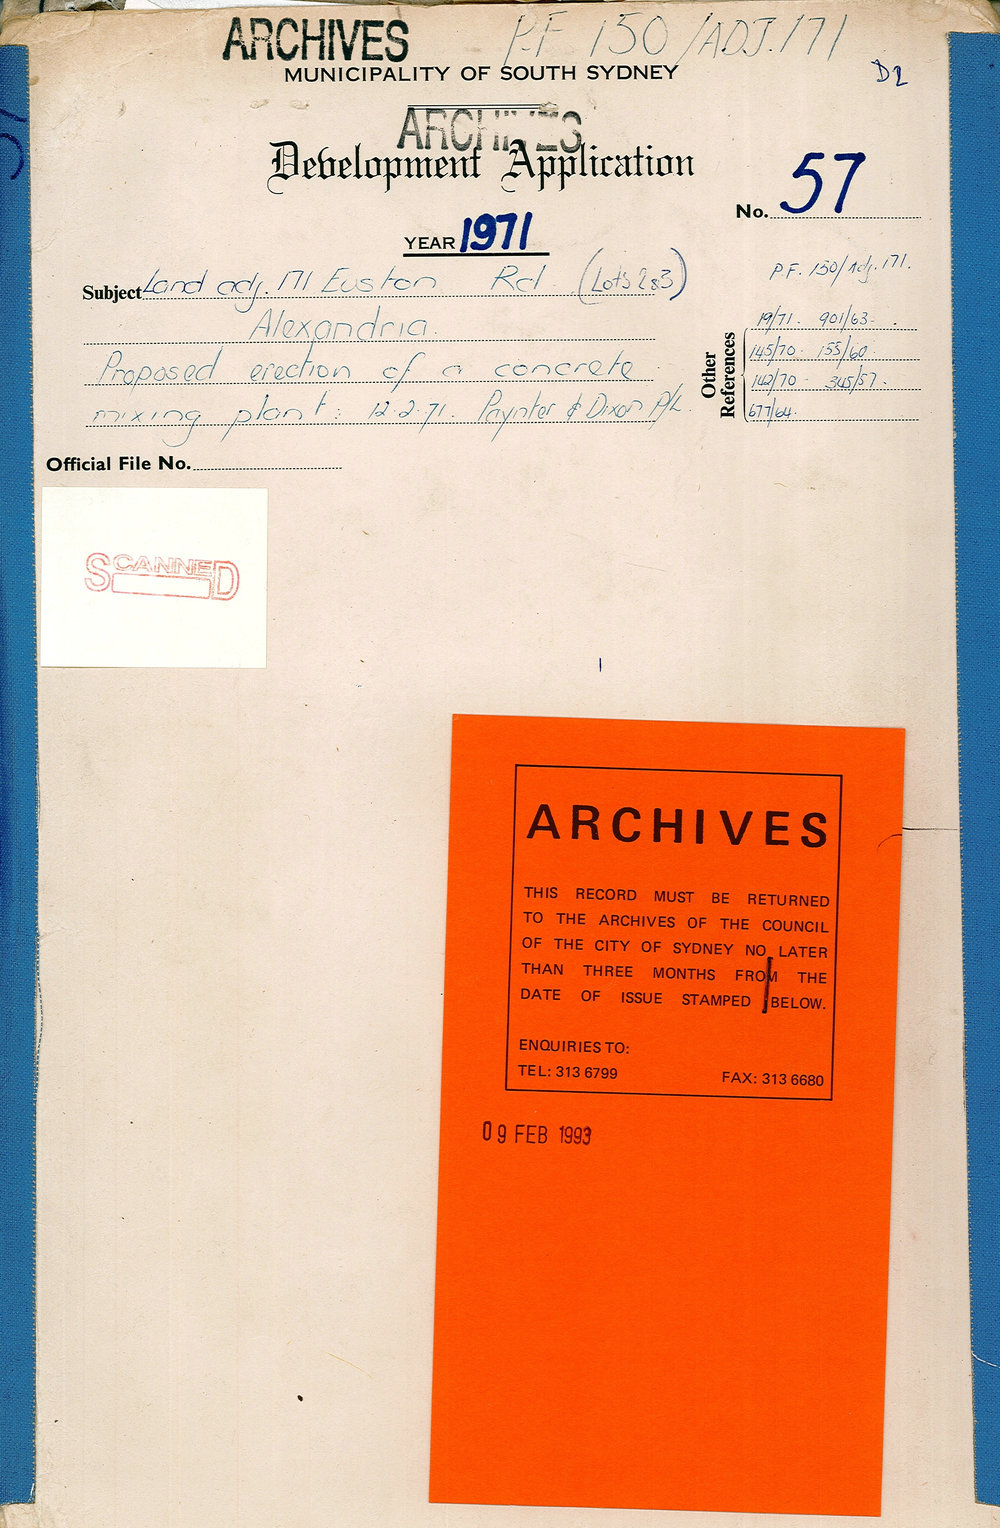 ARCHIVES
P.F 150/ADJ.171
MUNICIPALITY OF SOUTH SYDNEY
D2
ARCHIVES
Development Application
No. 57
YEAR 1971
Subject Land adj. 171 Euston Rd (Lots 2&3)
Alexandria.
Proposed erection of a concrete
mixing plant: 12.2.71. Paynter & Dixon P/L.
P.F. 150/Adj. 171.
Other References
19/71. 901/63.
145/70. 155/60.
142/70. 345/57.
677/64.
Official File No.
SCANNED
ARCHIVES
THIS RECORD MUST BE RETURNED
TO THE ARCHIVES OF THE COUNCIL
OF THE CITY OF SYDNEY NO LATER
THAN THREE MONTHS FROM THE
DATE OF ISSUE STAMPED BELOW.
ENQUIRIES TO:
TEL: 313 6799 FAX: 313 6680
09 FEB 1993